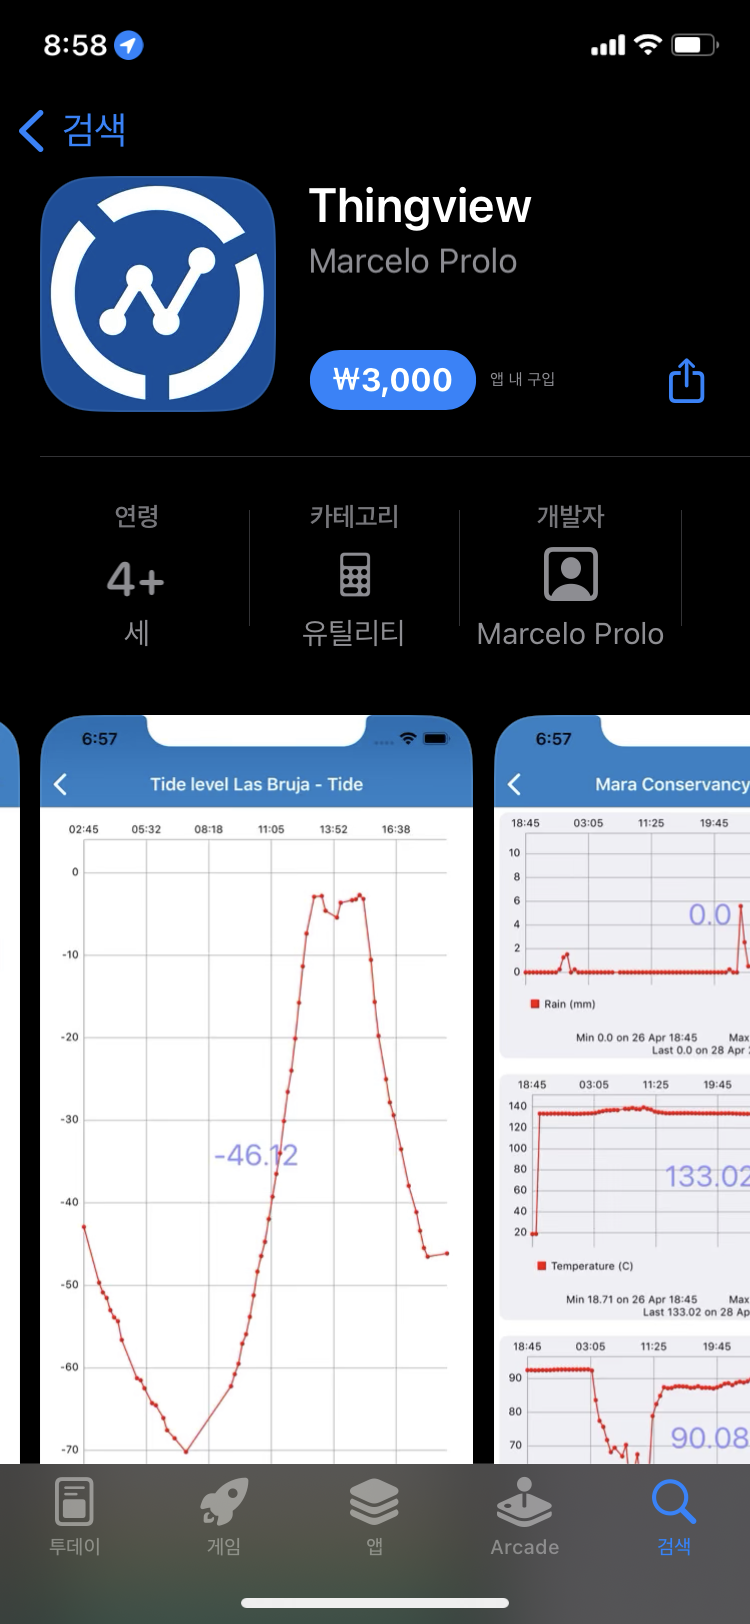 8:58
검색
Thingview
Marcelo Prolo
₩3,000 앱 내 구입
연령 카테고리 개발자
4+
세 유틸리티 Marcelo Prolo
6:57
Tide level Las Bruja - Tide
02:45 05:32 08:18 11:05 13:52 16:38
0
-10
-20
-30
-46.12
-40
-50
-60
-70
6:57
Mara Conservancy
18:45 03:05 11:25 19:45
10
8
6
0.0
4
2
0
Rain (mm)
Min 0.0 on 26 Apr 18:45 Max
Last 0.0 on 28 Apr
18:45 03:05 11:25 19:45
140
120
100
80
133.02
60
40
20
Temperature (C)
Min 18.71 on 26 Apr 18:45 Max
Last 133.02 on 28 Ap
18:45 03:05 11:25 19:45
90
80
90.08
70
투데이 게임 앱 Arcade 검색